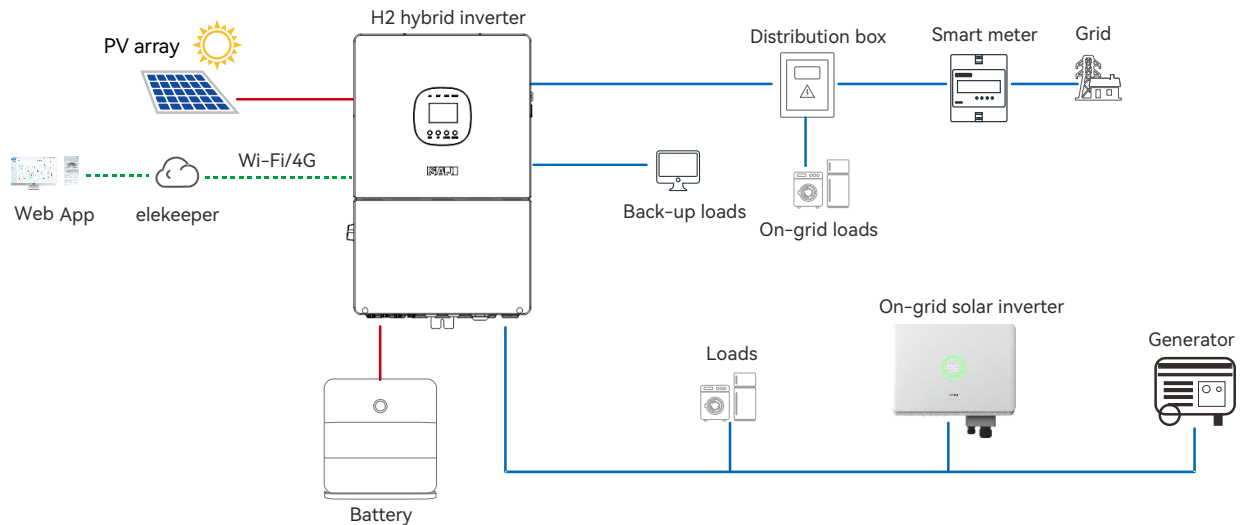 H2 hybrid inverter
PV array
Distribution box
Smart meter
Grid
Wi-Fi/4G
SAJ
Web App
elekeeper
Back-up loads
On-grid loads
On-grid solar inverter
Loads
Generator
Battery